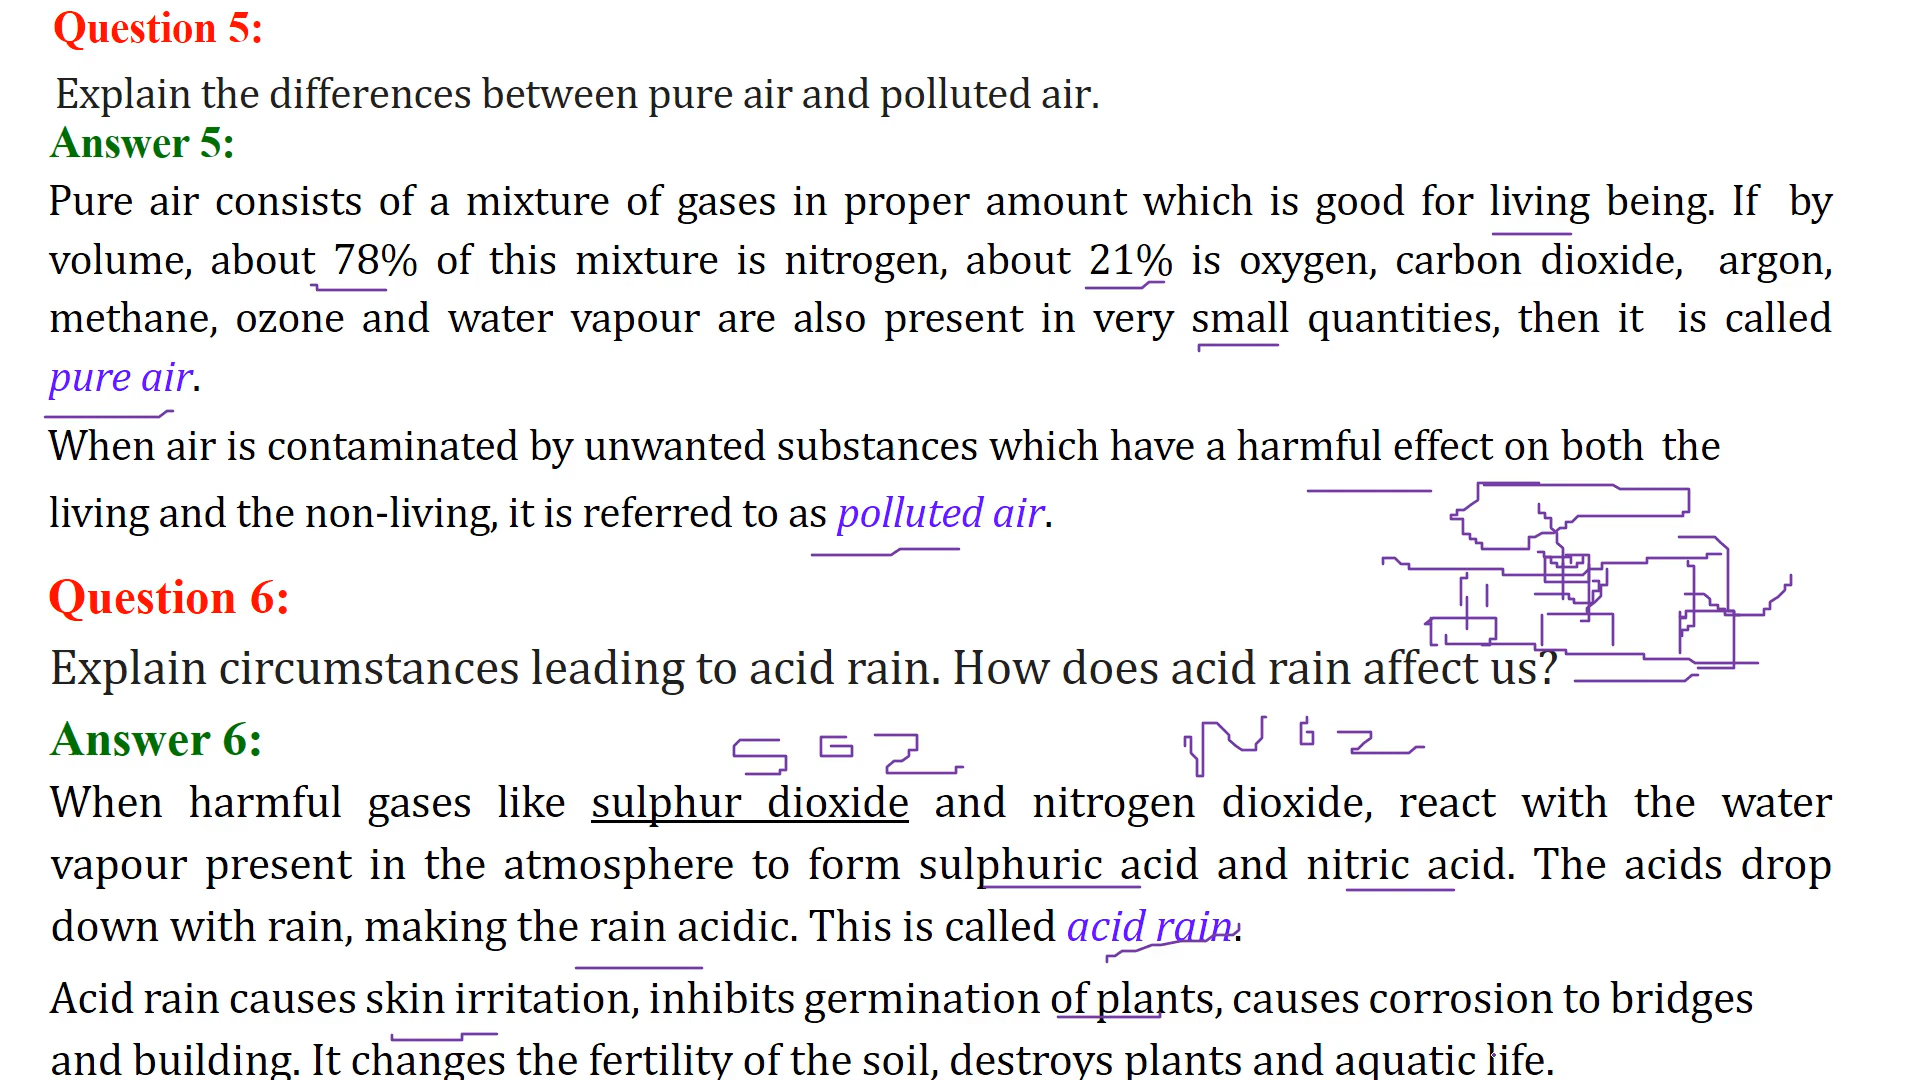 Question 5:
Explain the differences between pure air and polluted air.
Answer 5:
Pure air consists of a mixture of gases in proper amount which is good for living being. If by
volume, about 78% of this mixture is nitrogen, about 21% is oxygen, carbon dioxide, argon,
methane, ozone and water vapour are also present in very small quantities, then it is called
pure air.
When air is contaminated by unwanted substances which have a harmful effect on both the
living and the non-living, it is referred to as polluted air.
Question 6:
Explain circumstances leading to acid rain. How does acid rain affect us?
Answer 6:
When harmful gases like sulphur dioxide and nitrogen dioxide, react with the water
vapour present in the atmosphere to form sulphuric acid and nitric acid. The acids drop
down with rain, making the rain acidic. This is called acid rain.
Acid rain causes skin irritation, inhibits germination of plants, causes corrosion to bridges
and building. It changes the fertility of the soil, destroys plants and aquatic life.